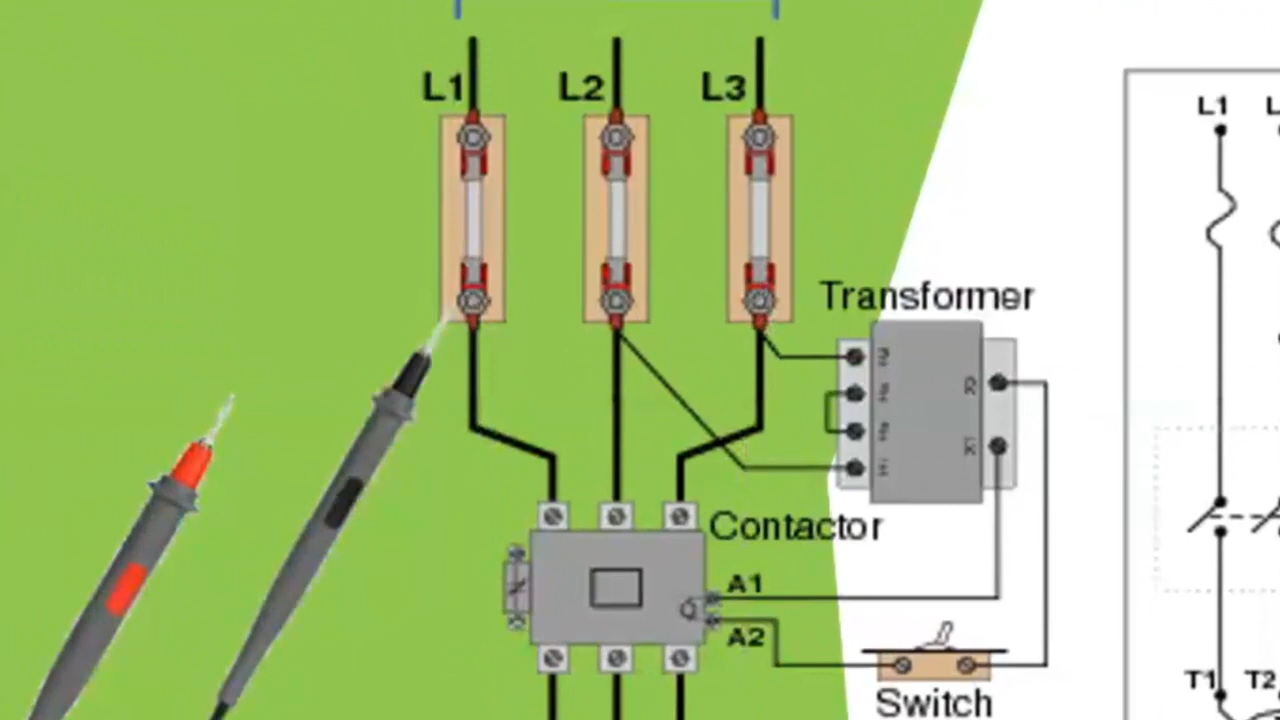 L1 L2 L3
L1
Transformer
Contactor
A1
A2
Switch
T1 T2